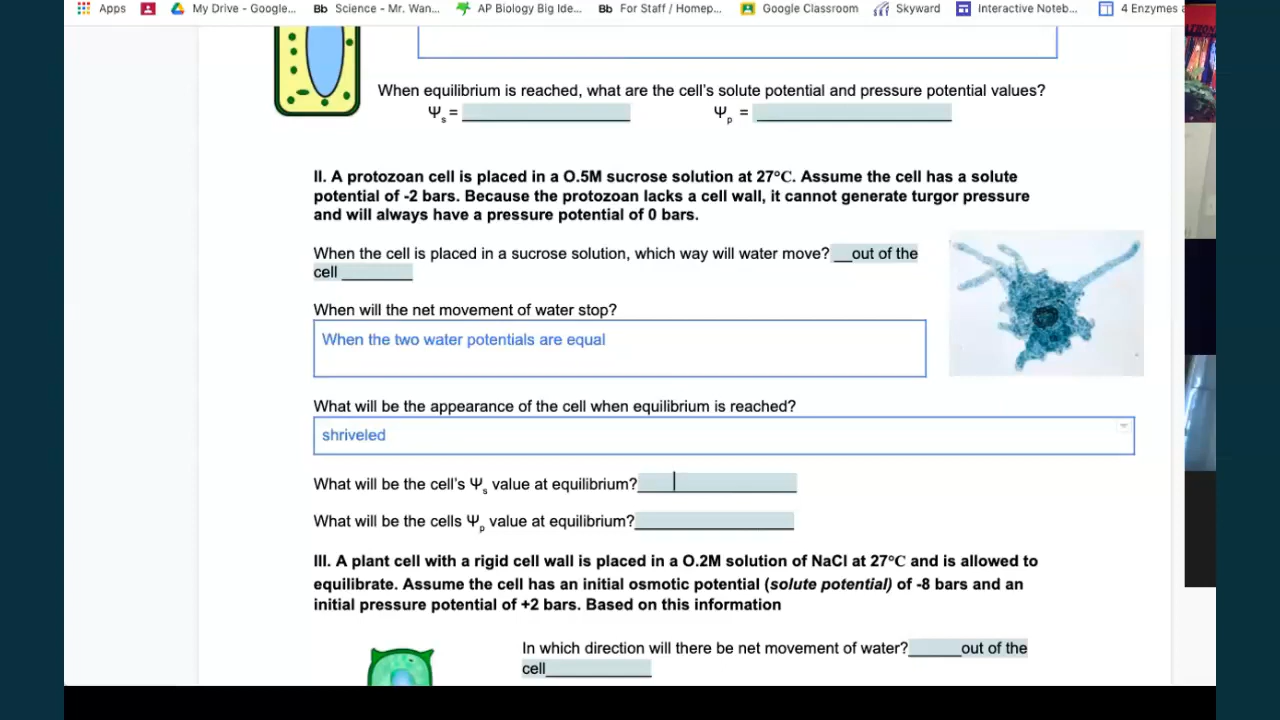 Apps My Drive - Google... Bb Science - Mr. Wan... AP Biology Big Ide... Bb For Staff / Homep... Google Classroom Skyward Interactive Noteb... 4 Enzymes
When equilibrium is reached, what are the cell's solute potential and pressure potential values?
Ψs = ____________ Ψp = ____________
II. A protozoan cell is placed in a 0.5M sucrose solution at 27°C. Assume the cell has a solute
potential of -2 bars. Because the protozoan lacks a cell wall, it cannot generate turgor pressure
and will always have a pressure potential of 0 bars.
When the cell is placed in a sucrose solution, which way will water move? __out of the
cell ________
When will the net movement of water stop?
When the two water potentials are equal
What will be the appearance of the cell when equilibrium is reached?
shriveled
What will be the cell's Ψs value at equilibrium?____________
What will be the cells Ψp value at equilibrium?____________
III. A plant cell with a rigid cell wall is placed in a 0.2M solution of NaCl at 27°C and is allowed to
equilibrate. Assume the cell has an initial osmotic potential (solute potential) of -8 bars and an
initial pressure potential of +2 bars. Based on this information
In which direction will there be net movement of water?______out of the
cell____________